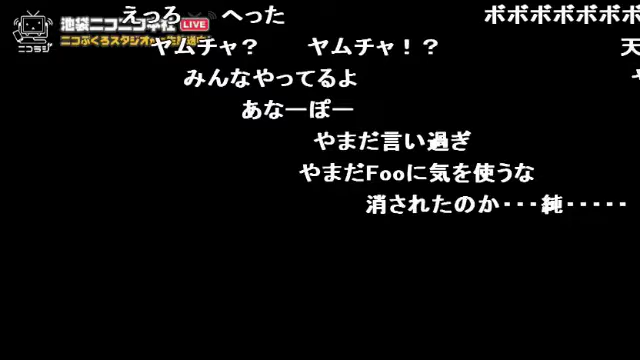 えっろ　へった　ボボボボボボボ
池袋ニコニコ本社 LIVE
ニコラジ
ニコぶくろスタジオ
ヤムチャ？　ヤムチャ！？　天
みんなやってるよ
あなーぽー
やまだ言い過ぎ
やまだFooに気を使うな
消されたのか・・・純・・・・・